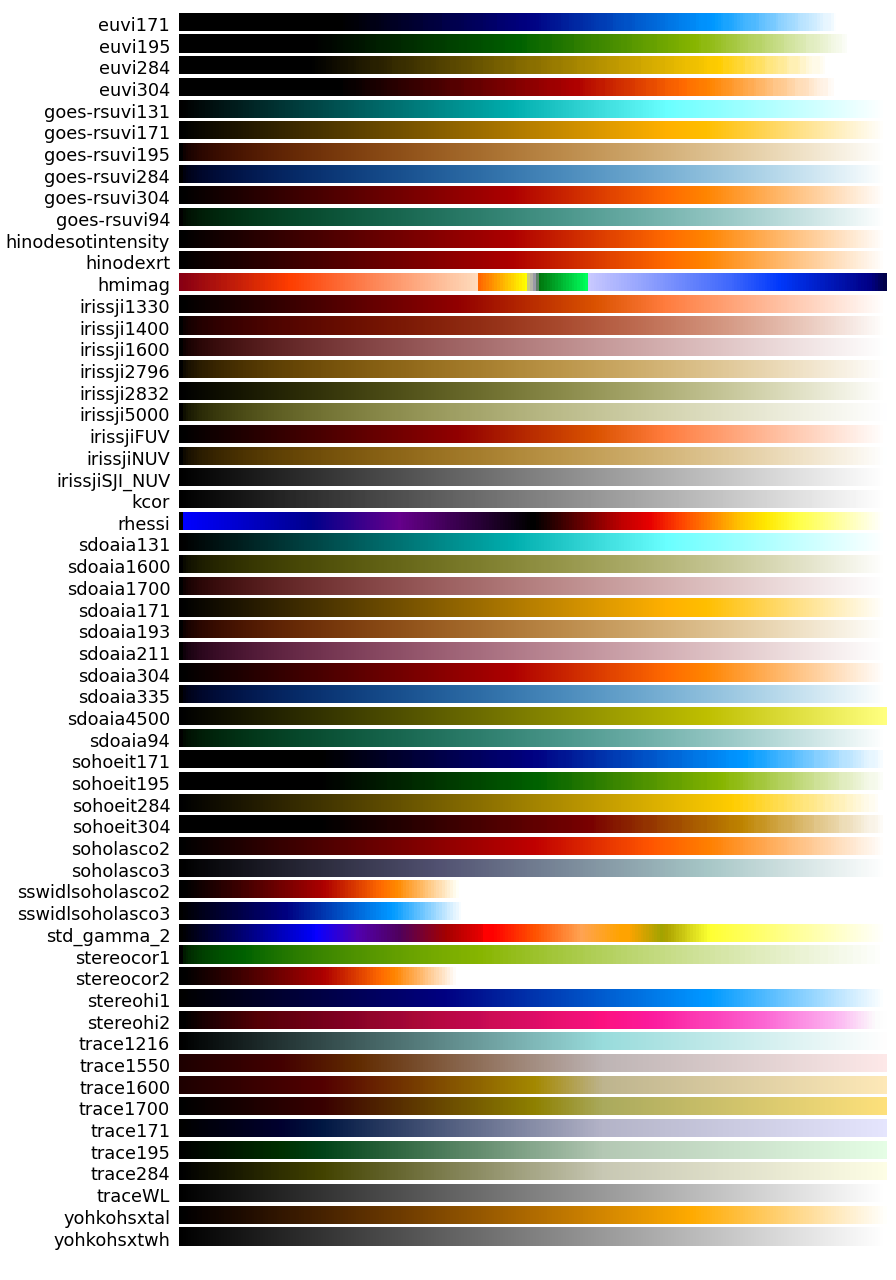 euvi171
euvi195
euvi284
euvi304
goes-rsuvi131
goes-rsuvi171
goes-rsuvi195
goes-rsuvi284
goes-rsuvi304
goes-rsuvi94
hinodesotintensity
hinodexrt
hmimag
irissji1330
irissji1400
irissji1600
irissji2796
irissji2832
irissji5000
irissjiFUV
irissjiNUV
irissjiSJI_NUV
kcor
rhessi
sdoaia131
sdoaia1600
sdoaia1700
sdoaia171
sdoaia193
sdoaia211
sdoaia304
sdoaia335
sdoaia4500
sdoaia94
sohoeit171
sohoeit195
sohoeit284
sohoeit304
soholasco2
soholasco3
sswidlsoholasco2
sswidlsoholasco3
std_gamma_2
stereocor1
stereocor2
stereohi1
stereohi2
trace1216
trace1550
trace1600
trace1700
trace171
trace195
trace284
traceWL
yohkohsxtal
yohkohsxtwh